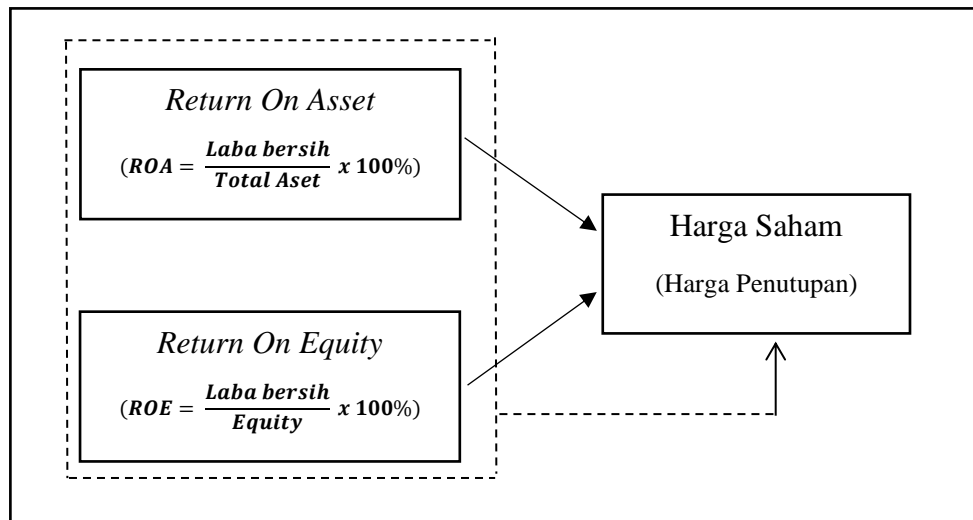 Return On Asset
(ROA = Laba bersih / Total Aset x 100%)
Harga Saham
(Harga Penutupan)
Return On Equity
(ROE = Laba bersih / Equity x 100%)